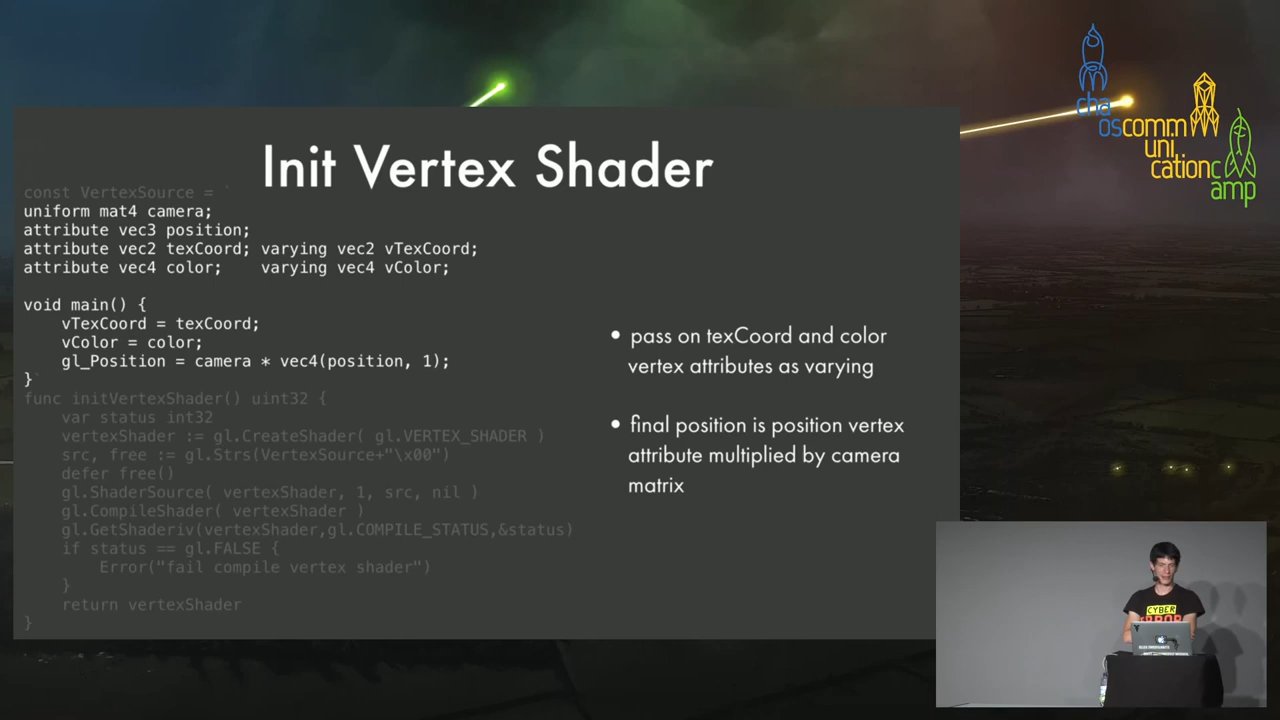 chaoscommunicationcamp
Init Vertex Shader
const VertexSource = `
uniform mat4 camera;
attribute vec3 position;
attribute vec2 texCoord; varying vec2 vTexCoord;
attribute vec4 color;    varying vec4 vColor;
void main() {
    vTexCoord = texCoord;
    vColor = color;
    gl_Position = camera * vec4(position, 1);
}`
func initVertexShader() uint32 {
    var status int32
    vertexShader := gl.CreateShader( gl.VERTEX_SHADER )
    src, free := gl.Strs(VertexSource+"\x00")
    defer free()
    gl.ShaderSource( vertexShader, 1, src, nil )
    gl.CompileShader( vertexShader )
    gl.GetShaderiv(vertexShader,gl.COMPILE_STATUS,&status)
    if status == gl.FALSE {
        Error("fail compile vertex shader")
    }
    return vertexShader
}
• pass on texCoord and color
vertex attributes as varying
• final position is position vertex
attribute multiplied by camera
matrix
CYBER
ERROR